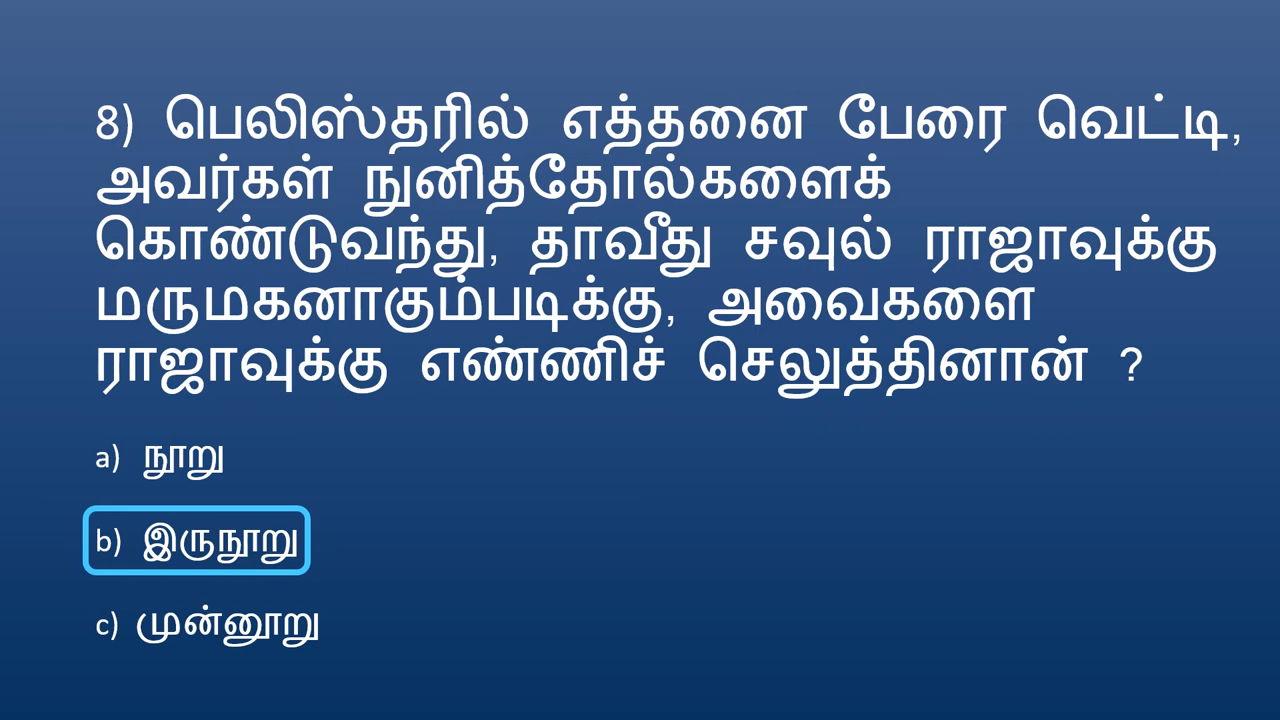 8) பெலிஸ்தரில் எத்தனை பேரை வெட்டி,
அவர்கள் நுனித்தோல்களைக்
கொண்டுவந்து, தாவீது சவுல் ராஜாவுக்கு
மருமகனாகும்படிக்கு, அவைகளை
ராஜாவுக்கு எண்ணிச் செலுத்தினான் ?
a) நூறு
b) இருநூறு
c) முன்னூறு